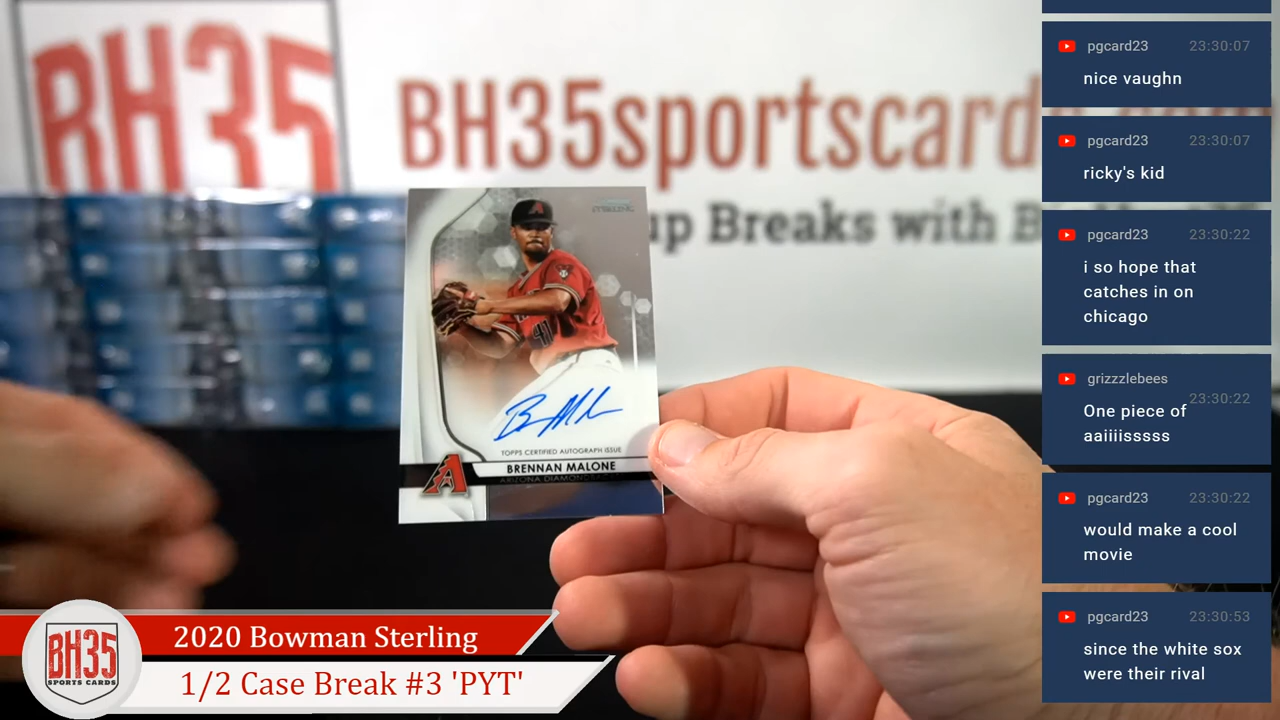 BH35
BH35sportscard
up Breaks with B
STERLING
41
TOPPS CERTIFIED AUTOGRAPH ISSUE
BRENNAN MALONE
2020 Bowman Sterling
1/2 Case Break #3 'PYT'
BH35
SPORTS CARDS
pgcard23 23:30:07
nice vaughn
pgcard23 23:30:07
ricky's kid
pgcard23 23:30:22
i so hope that
catches in on
chicago
grizzzlebees
23:30:22
One piece of
aaiiiisssss
pgcard23 23:30:22
would make a cool
movie
pgcard23 23:30:53
since the white sox
were their rival